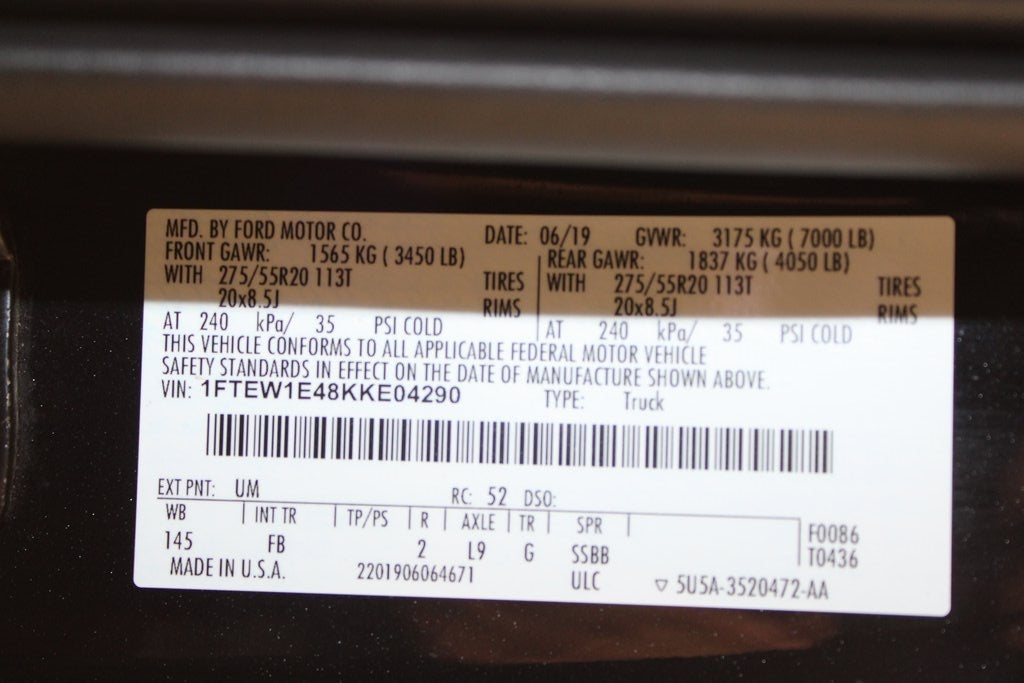 MFD. BY FORD MOTOR CO. DATE: 06/19 GVWR: 3175 KG ( 7000 LB)
FRONT GAWR: 1565 KG ( 3450 LB) REAR GAWR: 1837 KG ( 4050 LB)
WITH 275/55R20 113T TIRES WITH 275/55R20 113T TIRES
20x8.5J RIMS 20x8.5J RIMS
AT 240 kPa/ 35 PSI COLD AT 240 kPa/ 35 PSI COLD
THIS VEHICLE CONFORMS TO ALL APPLICABLE FEDERAL MOTOR VEHICLE
SAFETY STANDARDS IN EFFECT ON THE DATE OF MANUFACTURE SHOWN ABOVE.
VIN: 1FTEW1E48KKE04290 TYPE: Truck
EXT PNT: UM RC: 52 DSO:
WB INT TR TP/PS R AXLE TR SPR F0086
145 FB 2 L9 G SSBB T0436
MADE IN U.S.A. 2201906064671 ULC ▽ 5U5A-3520472-AA